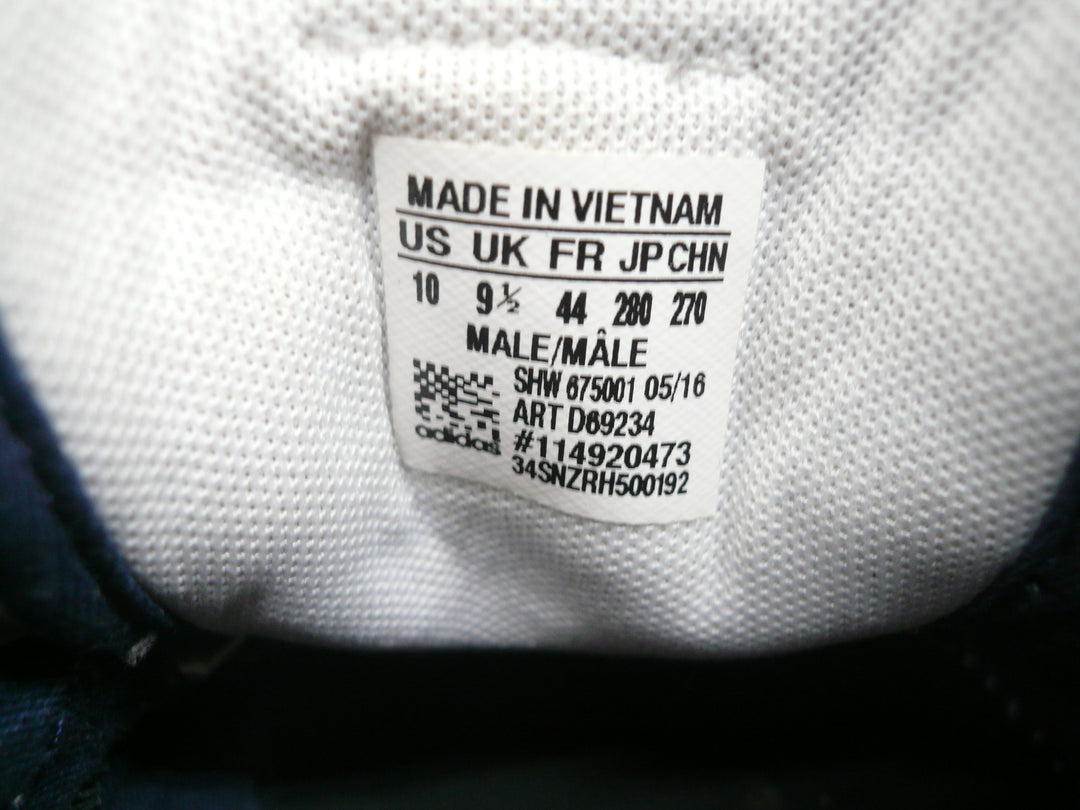 MADE IN VIETNAM
US UK FR JP CHN
10 9½ 44 280 270
MALE/MÂLE
SHW 675001 05/16
ART D69234
adidas #114920473
34SNZRH500192